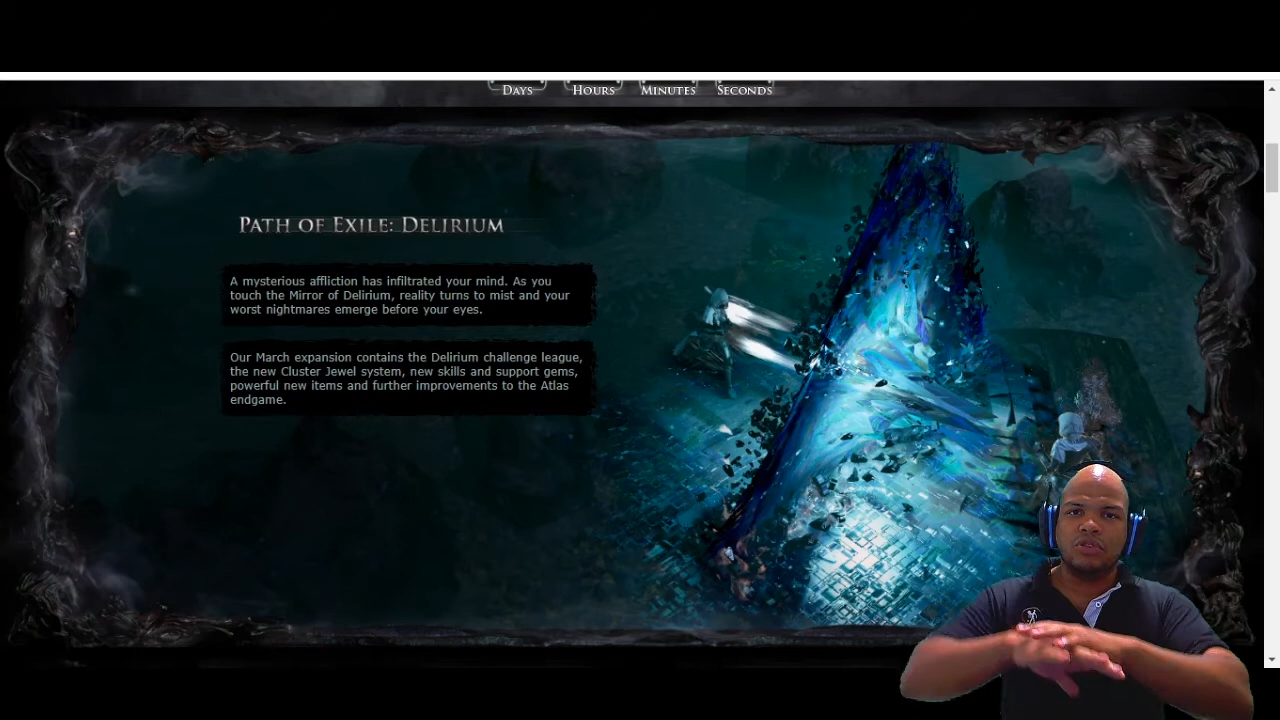 DAYS HOURS MINUTES SECONDS
PATH OF EXILE: DELIRIUM
A mysterious affliction has infiltrated your mind. As you
touch the Mirror of Delirium, reality turns to mist and your
worst nightmares emerge before your eyes.
Our March expansion contains the Delirium challenge league,
the new Cluster Jewel system, new skills and support gems,
powerful new items and further improvements to the Atlas
endgame.